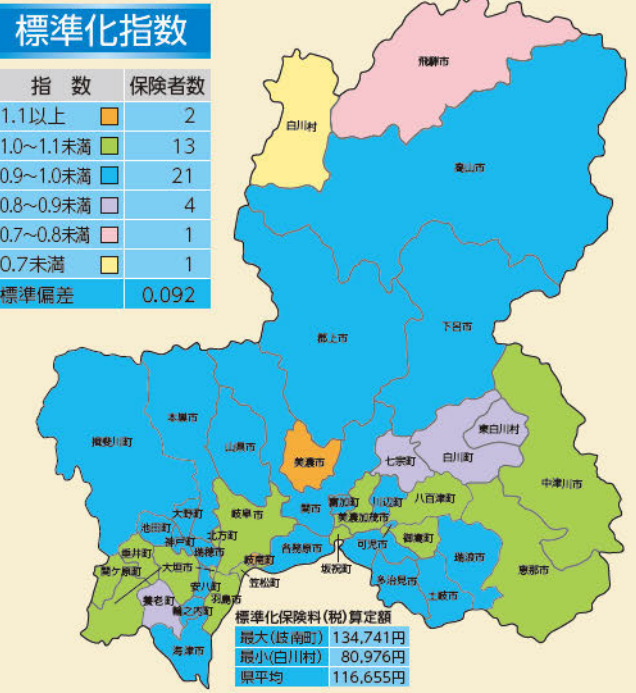 標準化指数
指 数 保険者数
1.1以上 2
1.0〜1.1未満 13
0.9〜1.0未満 21
0.8〜0.9未満 4
0.7〜0.8未満 1
0.7未満 1
標準偏差 0.092
飛騨市
白川村
高山市
郡上市
下呂市
本巣市
揖斐川町
山県市
美濃市
七宗町
東白川村
白川町
中津川市
大野町
岐阜市
関市
富加町
川辺町
八百津町
池田町
北方町
美濃加茂市
神戸町
瑞穂市
各務原市
可児市
御嵩町
垂井町
関ケ原町
大垣市
岐南町
坂祝町
瑞浪市
恵那市
安八町
笠松町
多治見市
養老町
羽島市
土岐市
輪之内町
海津市
標準化保険料(税)算定額
最大(岐南町) 134,741円
最小(白川村) 80,976円
県平均 116,655円